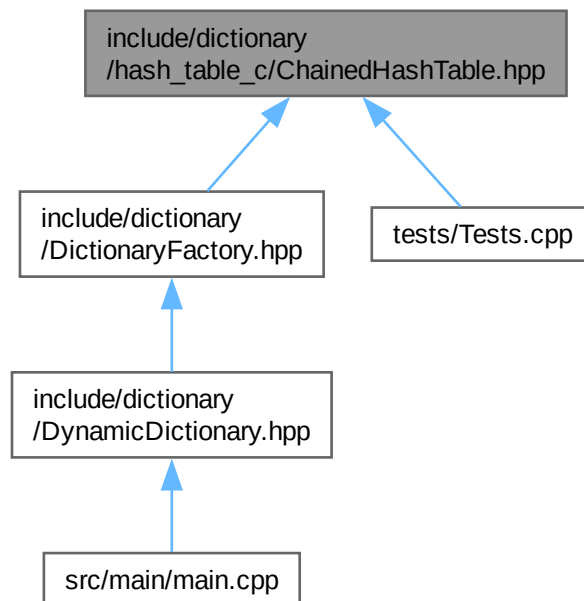 include/dictionary
/hash_table_c/ChainedHashTable.hpp
include/dictionary
/DictionaryFactory.hpp
tests/Tests.cpp
include/dictionary
/DynamicDictionary.hpp
src/main/main.cpp